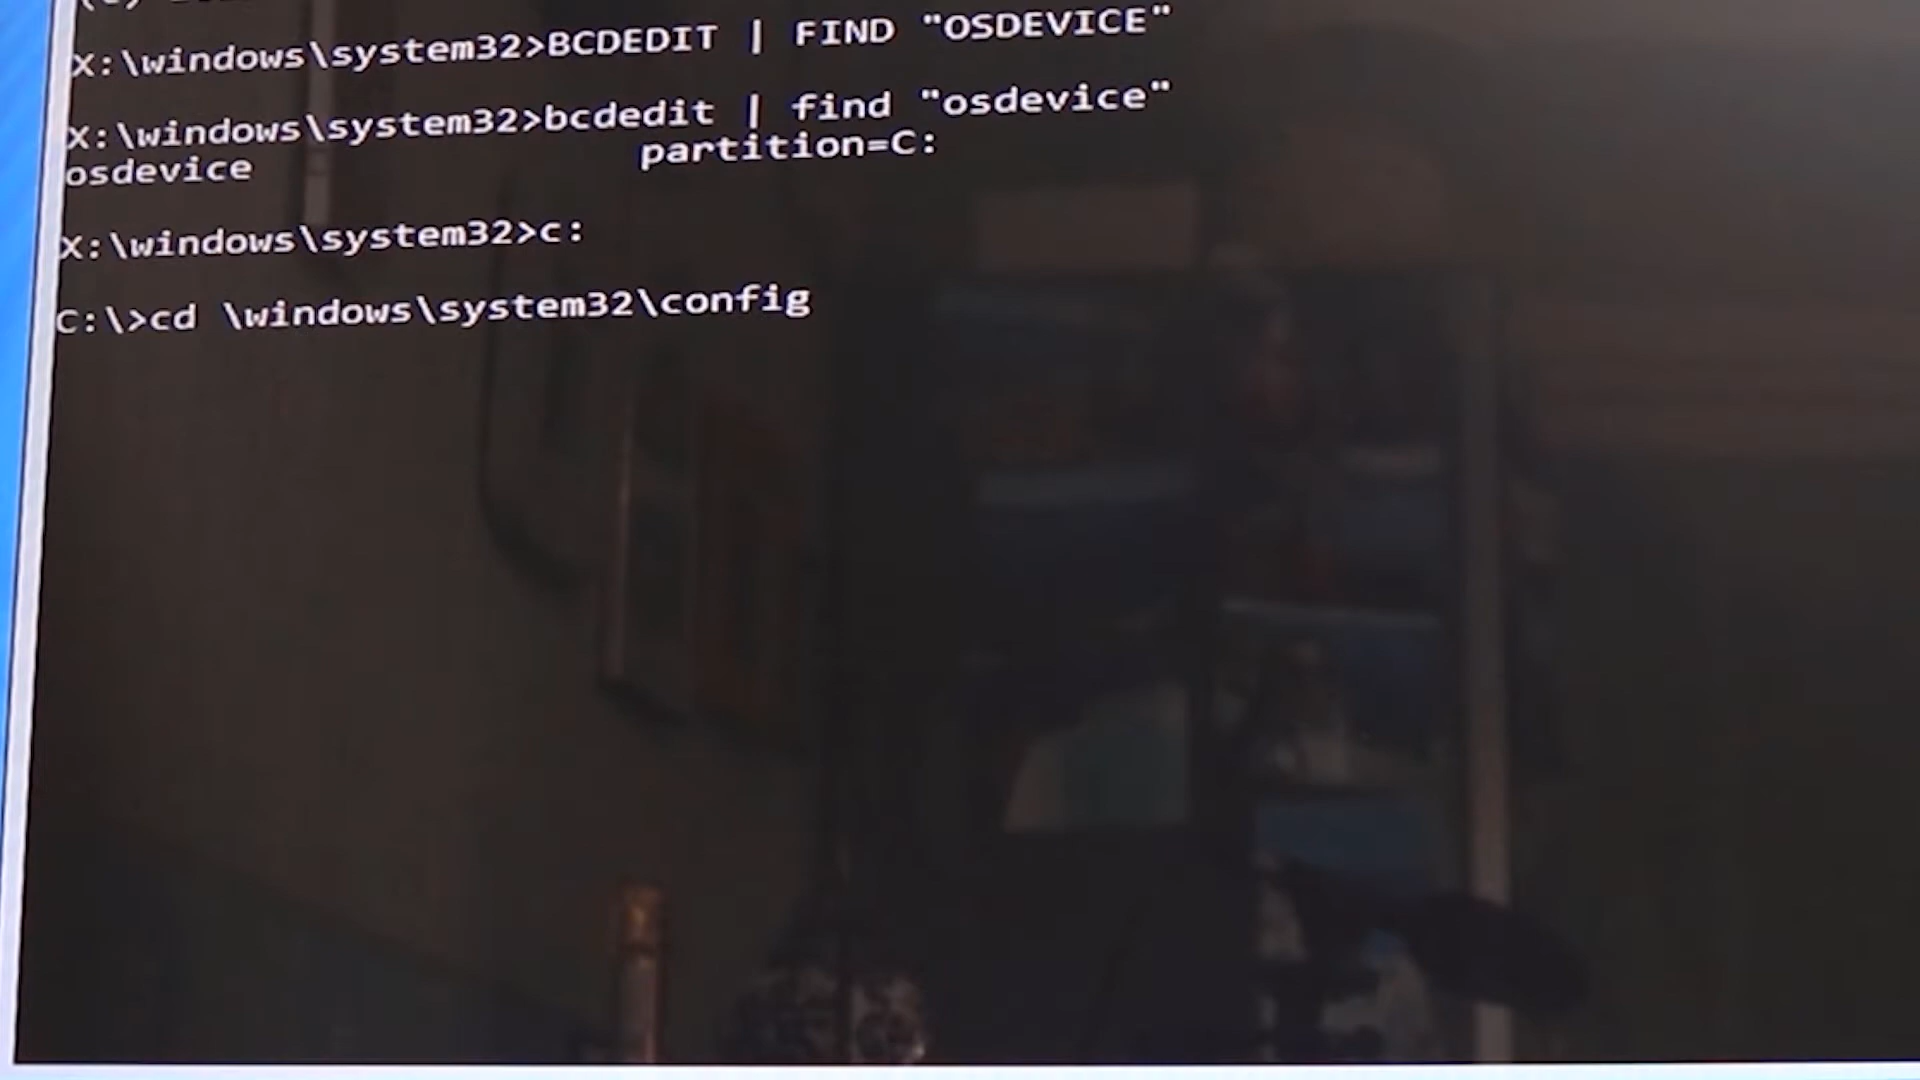 X:\windows\system32>BCDEDIT | FIND "OSDEVICE"
X:\windows\system32>bcdedit | find "osdevice"
osdevice partition=C:
X:\windows\system32>c:
C:\>cd \windows\system32\config